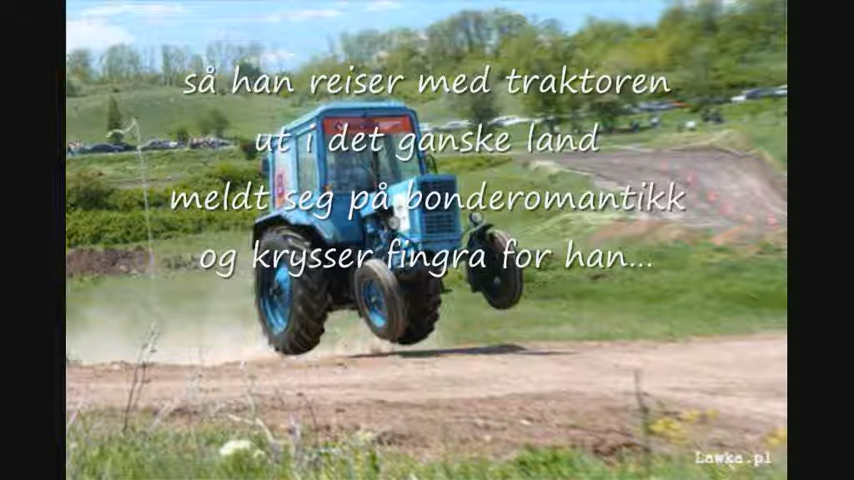 så han reiser med traktoren
ut i det ganske land
meldt seg på bonderomantikk
og krysser fingra for han...
Lawka.pl